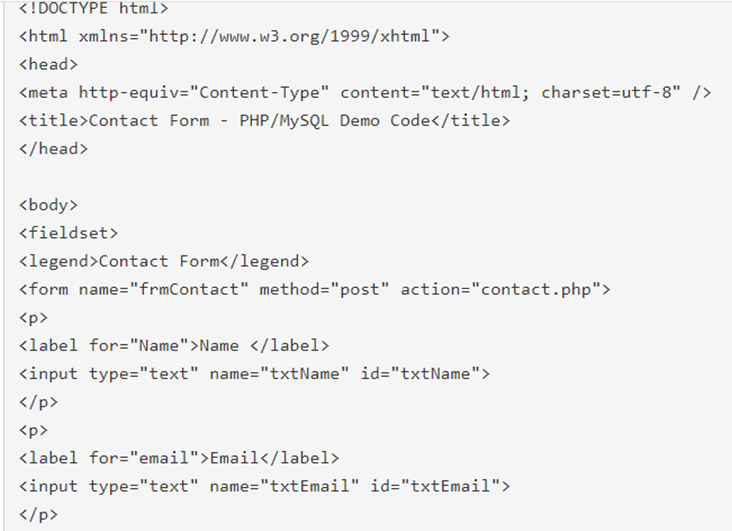 <!DOCTYPE html>
<html xmlns="http://www.w3.org/1999/xhtml">
<head>
<meta http-equiv="Content-Type" content="text/html; charset=utf-8" />
<title>Contact Form - PHP/MySQL Demo Code</title>
</head>
<body>
<fieldset>
<legend>Contact Form</legend>
<form name="frmContact" method="post" action="contact.php">
<p>
<label for="Name">Name </label>
<input type="text" name="txtName" id="txtName">
</p>
<p>
<label for="email">Email</label>
<input type="text" name="txtEmail" id="txtEmail">
</p>